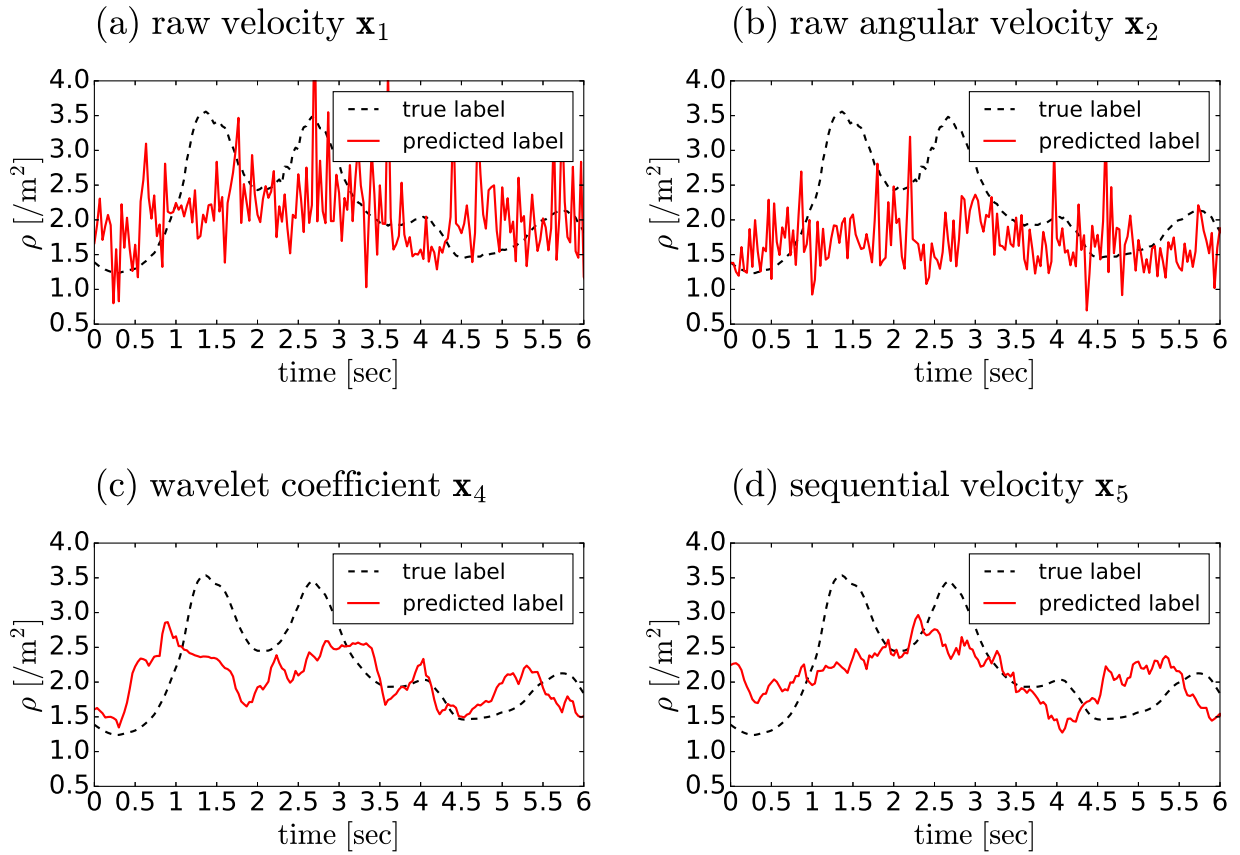 (a) raw velocity x₁
4.0
3.5
3.0
2.5
2.0
1.5
1.0
0.5
ρ [/m²]
true label
predicted label
0 0.5 1 1.5 2 2.5 3 3.5 4 4.5 5 5.5 6
time [sec]
(b) raw angular velocity x₂
4.0
3.5
3.0
2.5
2.0
1.5
1.0
0.5
ρ [/m²]
true label
predicted label
0 0.5 1 1.5 2 2.5 3 3.5 4 4.5 5 5.5 6
time [sec]
(c) wavelet coefficient x₄
4.0
3.5
3.0
2.5
2.0
1.5
1.0
0.5
ρ [/m²]
true label
predicted label
0 0.5 1 1.5 2 2.5 3 3.5 4 4.5 5 5.5 6
time [sec]
(d) sequential velocity x₅
4.0
3.5
3.0
2.5
2.0
1.5
1.0
0.5
ρ [/m²]
true label
predicted label
0 0.5 1 1.5 2 2.5 3 3.5 4 4.5 5 5.5 6
time [sec]